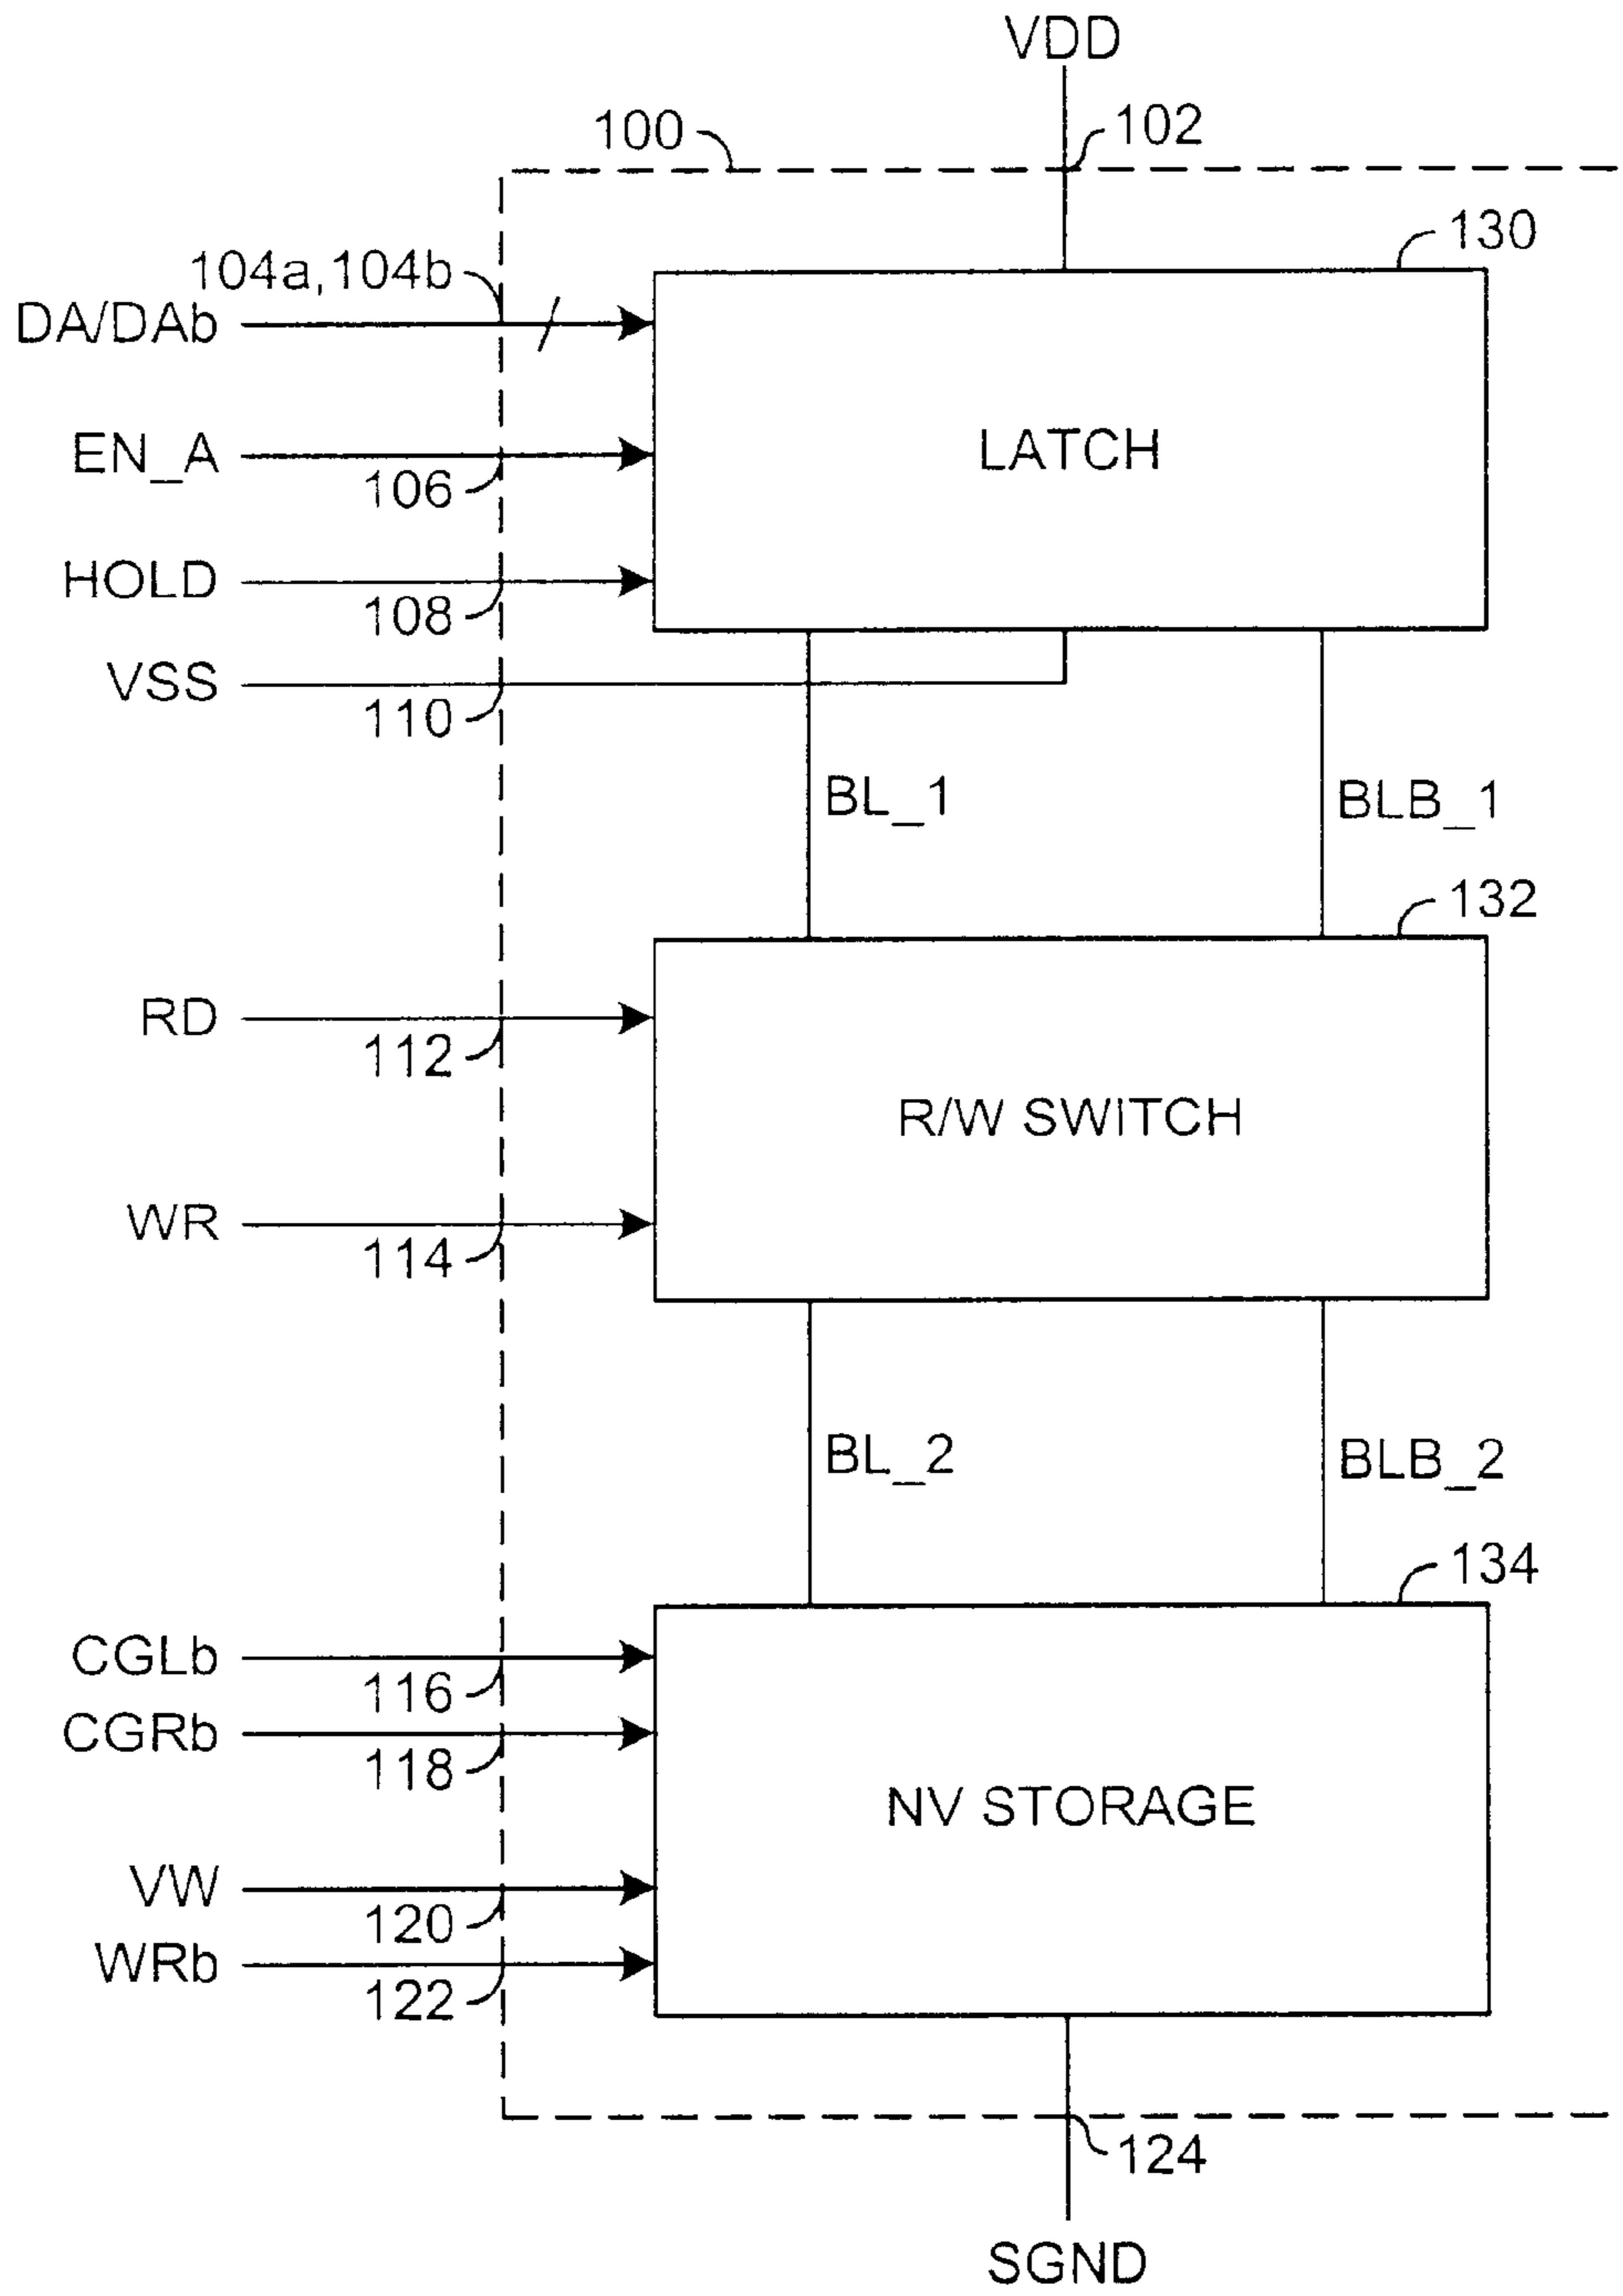 VDD
100
102
130
104a,104b
DA/DAb
EN_A
106
LATCH
HOLD
108
VSS
110
BL_1
BLB_1
132
RD
112
R/W SWITCH
WR
114
BL_2
BLB_2
134
CGLb
116
CGRb
118
NV STORAGE
VW
120
WRb
122
124
SGND